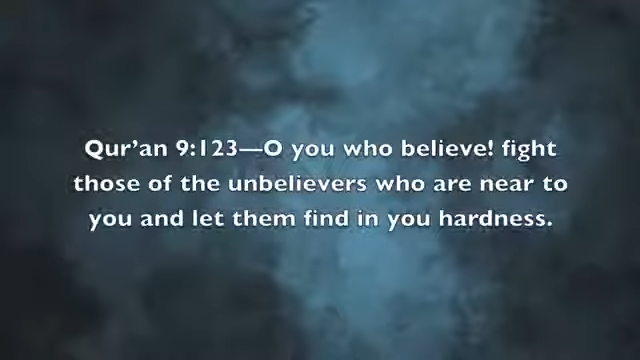 Qur’an 9:123—O you who believe! fight
those of the unbelievers who are near to
you and let them find in you hardness.